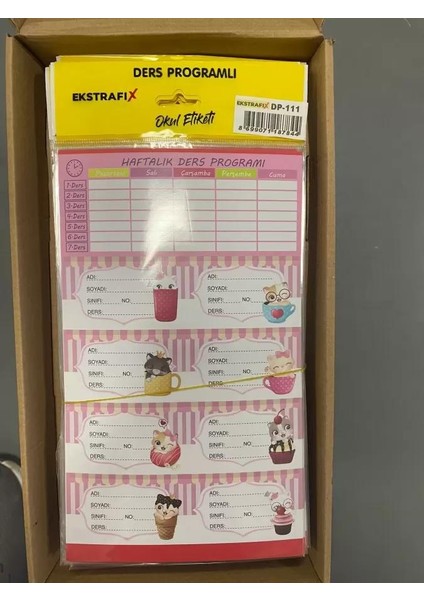 DERS PROGRAMLI
EKSTRAFIX
Okul Etiketi
EKSTRAFIX DP-111
8 699071 187844
HAFTALIK DERS PROGRAMI
Pazartesi Salı Çarşamba Perşembe Cuma
1-Ders
2-Ders
3-Ders
4-Ders
5-Ders
6-Ders
7-Ders
ADI:
SOYADI:
SINIFI: NO:
DERS:
ADI:
SOYADI:
SINIFI: NO:
DERS:
ADI:
SOYADI:
SINIFI: NO:
DERS:
ADI:
SOYADI:
SINIFI: NO:
DERS:
ADI:
SOYADI:
SINIFI: NO:
DERS:
ADI:
SOYADI:
SINIFI: NO:
DERS:
ADI:
SOYADI:
SINIFI: NO:
DERS:
ADI:
SOYADI:
SINIFI: NO:
DERS: